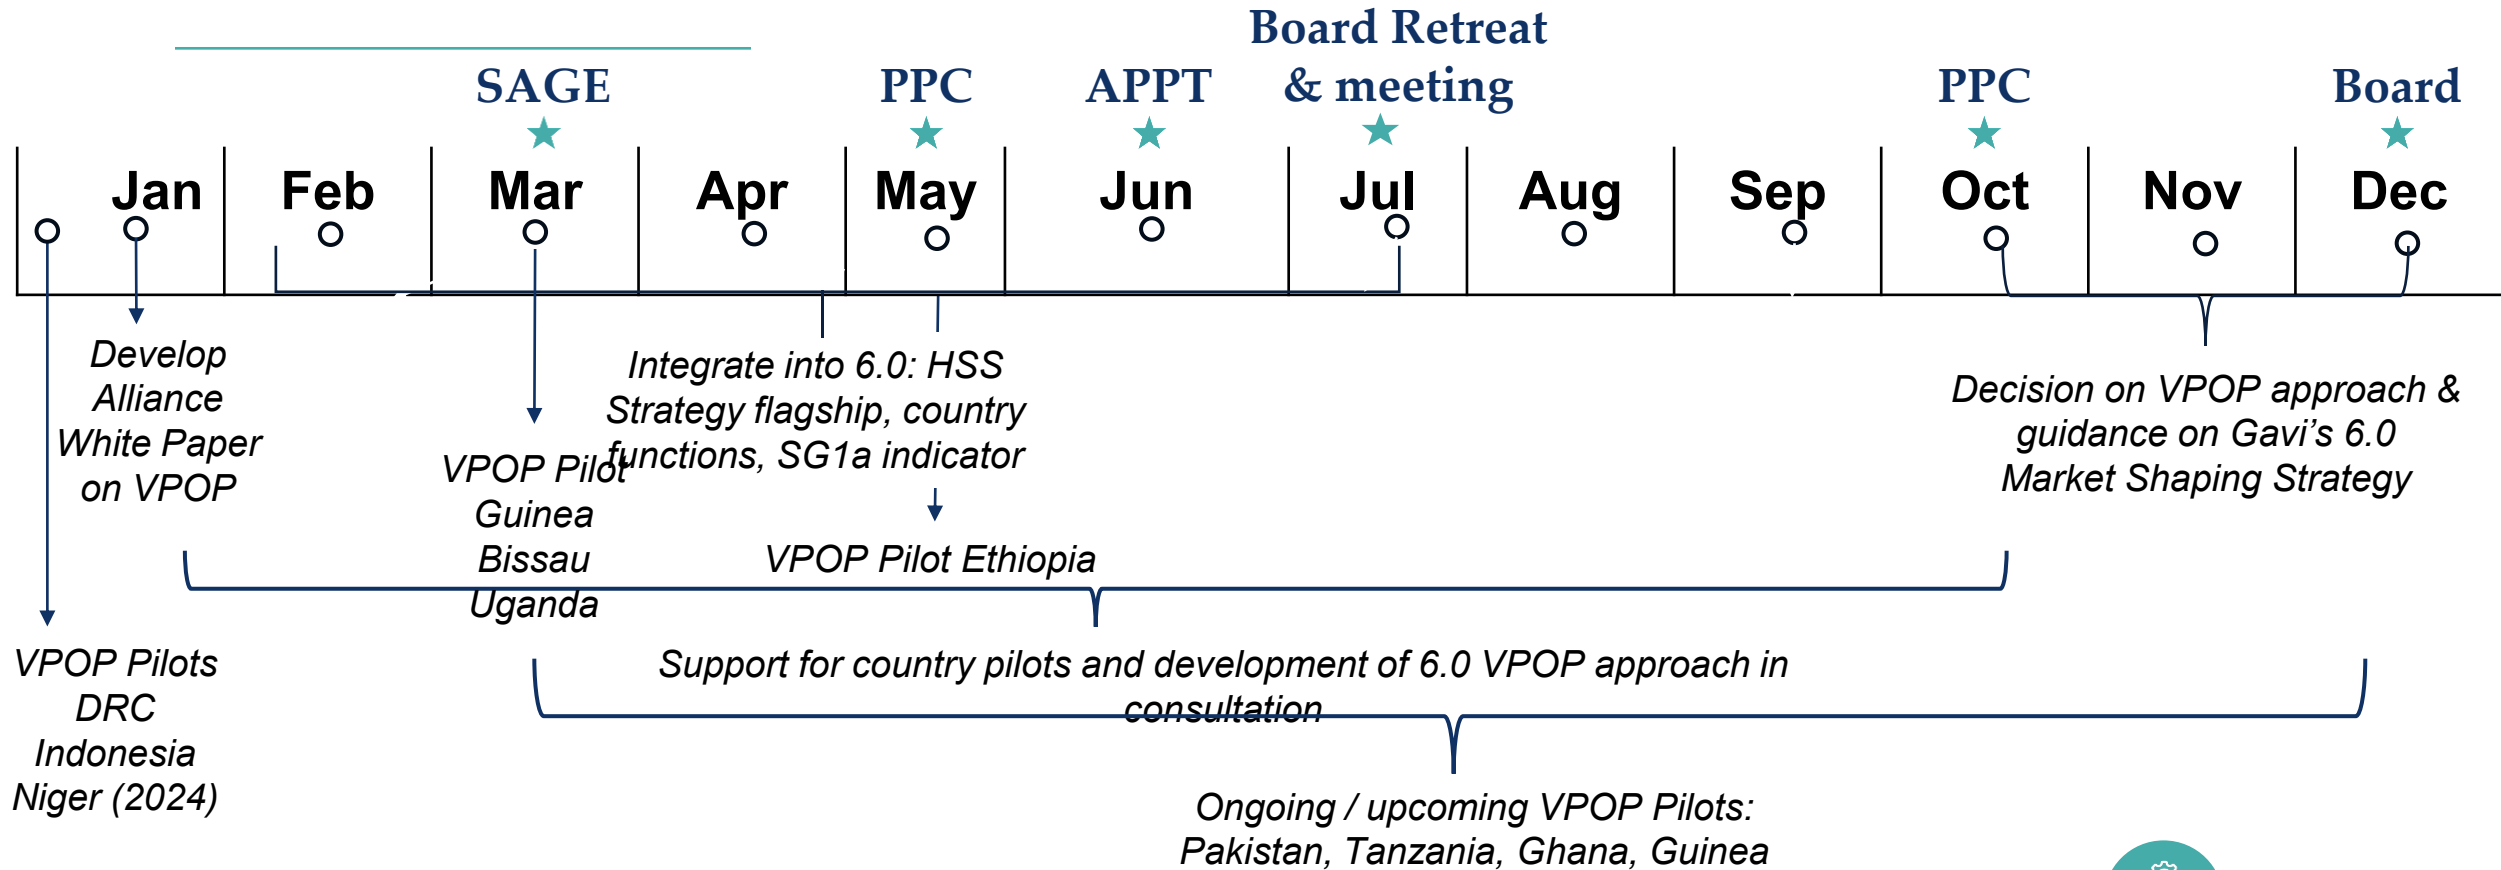 Board Retreat
& meeting
SAGE
PPC
APPT
PPC
Board
Jan
Feb
Mar
Apr
May
Jun
Jul
Aug
Sep
Oct
Nov
Dec
Develop
Alliance
White Paper
on VPOP
VPOP Pilots
DRC
Indonesia
Niger (2024)
VPOP Pilot
Guinea
Bissau
Uganda
Integrate into 6.0: HSS
Strategy flagship, country
functions, SG1a indicator
VPOP Pilot Ethiopia
Decision on VPOP approach &
guidance on Gavi’s 6.0
Market Shaping Strategy
Support for country pilots and development of 6.0 VPOP approach in
consultation
Ongoing / upcoming VPOP Pilots:
Pakistan, Tanzania, Ghana, Guinea